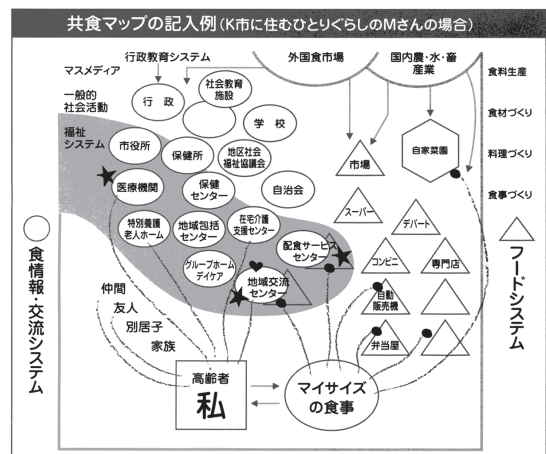 共食マップの記入例（K市に住むひとりぐらしのMさんの場合）
行政教育システム
外国食市場
国内農・水・畜
産業
マスメディア
食料生産
一般的
社会活動
行 政
社会教育
施設
学 校
食材づくり
福祉
システム
市役所
保健所
地区社会
福祉協議会
市場
自家菜園
料理づくり
医療機関
保健
センター
自治会
食事づくり
スーパー
デパート
特別養護
老人ホーム
地域包括
センター
在宅介護
支援センター
配食サービス
センター
コンビニ
専門店
グループホーム
デイケア
地域交流
センター
自動
販売機
弁当屋
食情報・交流システム
フードシステム
仲間
友人
別居子
家族
高齢者
私
マイサイズ
の食事